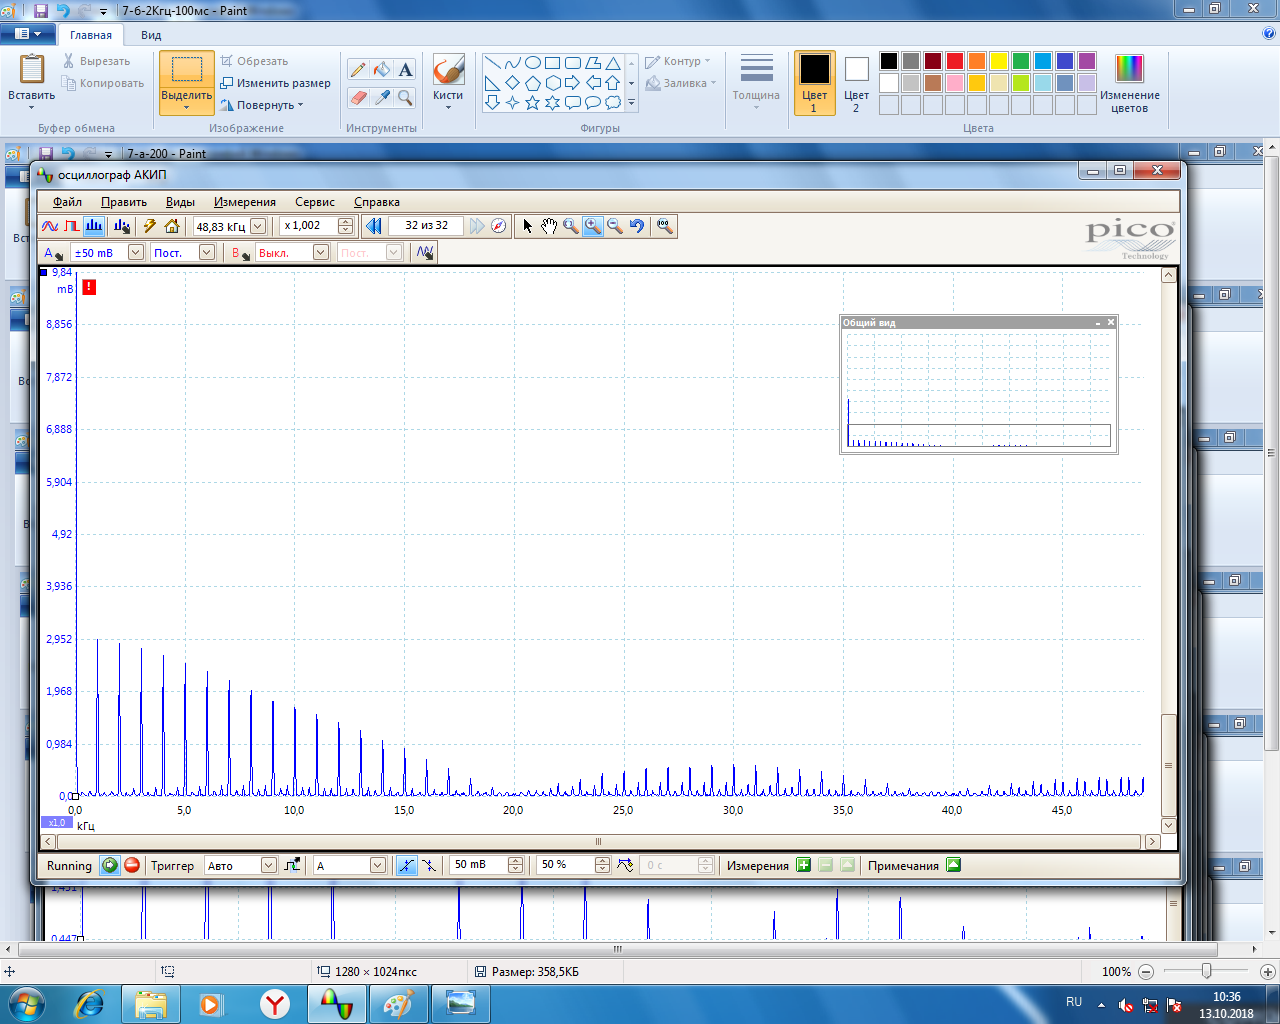 7-6-2Кгц-100мс - Paint
Главная
Вид
Вставить
Вырезать
Копировать
Буфер обмена
Выделить
Обрезать
Изменить размер
Повернуть
Изображение
Инструменты
Кисти
Фигуры
Контур
Заливка
Толщина
Цвет 1
Цвет 2
Изменение цветов
Цвета
7-а-200 - Paint
осциллограф АКИП
Файл Править Виды Измерения Сервис Справка
48,83 кГц
x 1,002
32 из 32
pico
Technology
A
±50 mВ
Пост.
B
Выкл.
Пост.
9,84
mВ
8,856
7,872
6,888
5,904
4,92
3,936
2,952
1,968
0,984
0,0
Общий вид
0,0 5,0 10,0 15,0 20,0 25,0 30,0 35,0 40,0 45,0
x1,0
кГц
Running
Триггер
Авто
A
50 mВ
50 %
0 с
Измерения
Примечания
1,431
0,447
1280 × 1024пкс
Размер: 358,5КБ
100%
RU
10:36
13.10.2018